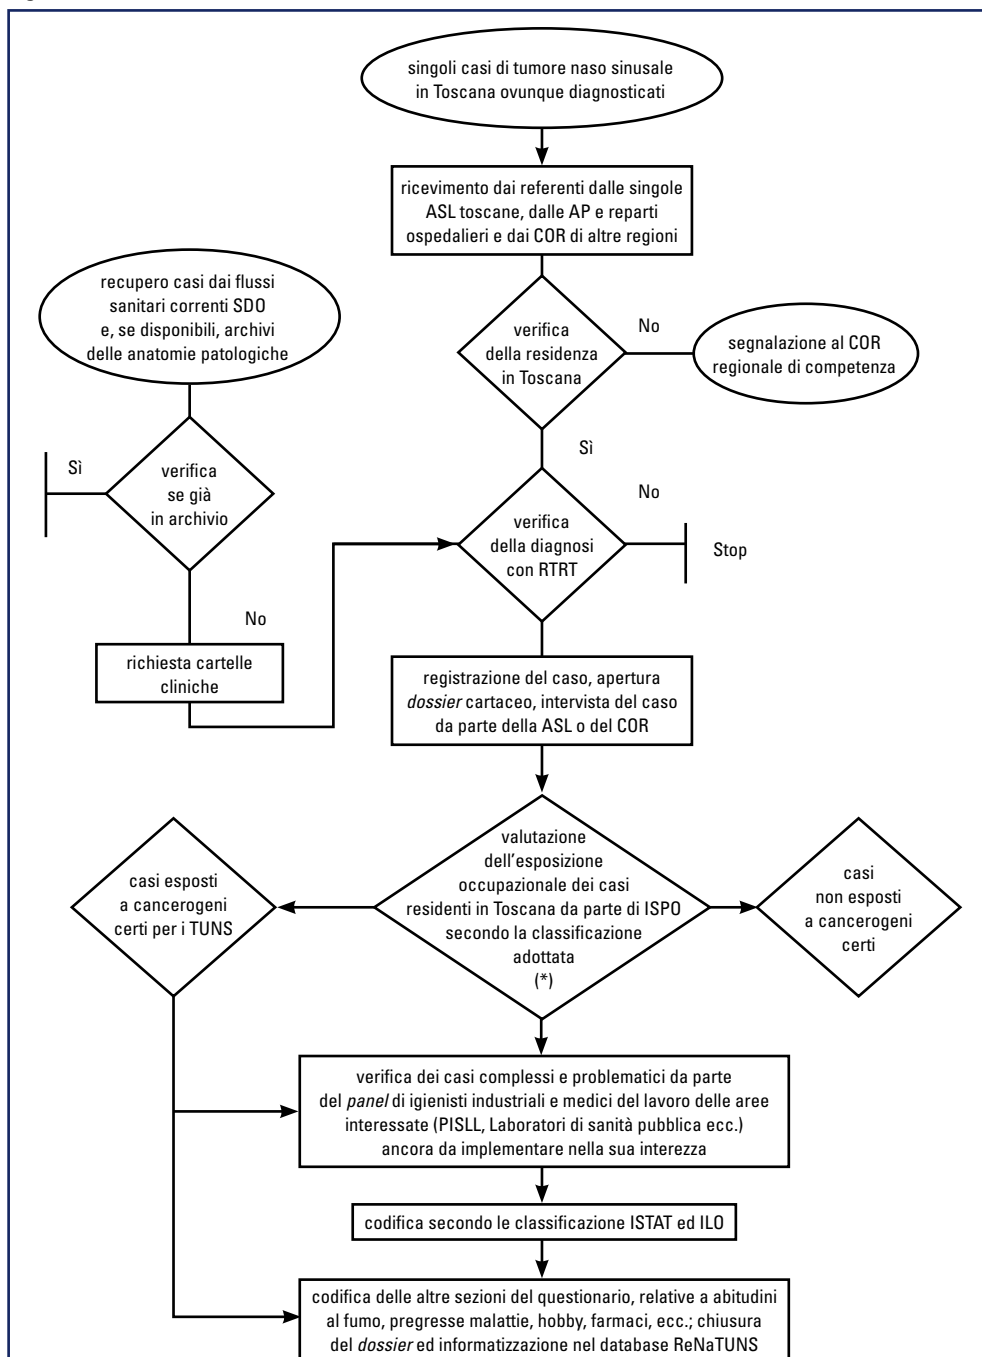 singoli casi di tumore naso sinusale
in Toscana ovunque diagnosticati
ricevimento dai referenti dalle singole
ASL toscane, dalle AP e reparti
ospedalieri e dai COR di altre regioni
recupero casi dai flussi
sanitari correnti SDO
e, se disponibili, archivi
delle anatomie patologiche
verifica
della residenza
in Toscana
No
segnalazione al COR
regionale di competenza
Sì
Sì
verifica
se già
in archivio
No
verifica
della diagnosi
con RTRT
No
Stop
richiesta cartelle
cliniche
registrazione del caso, apertura
dossier cartaceo, intervista del caso
da parte della ASL o del COR
valutazione
dell'esposizione
occupazionale dei casi
residenti in Toscana da parte di ISPO
secondo la classificazione
adottata
(*)
casi esposti
a cancerogeni
certi per i TUNS
casi
non esposti
a cancerogeni
certi
verifica dei casi complessi e problematici da parte
del panel di igienisti industriali e medici del lavoro delle aree
interessate (PISLL, Laboratori di sanità pubblica ecc.)
ancora da implementare nella sua interezza
codifica secondo le classificazione ISTAT ed ILO
codifica delle altre sezioni del questionario, relative a abitudini
al fumo, pregresse malattie, hobby, farmaci, ecc.; chiusura
del dossier ed informatizzazione nel database ReNaTUNS